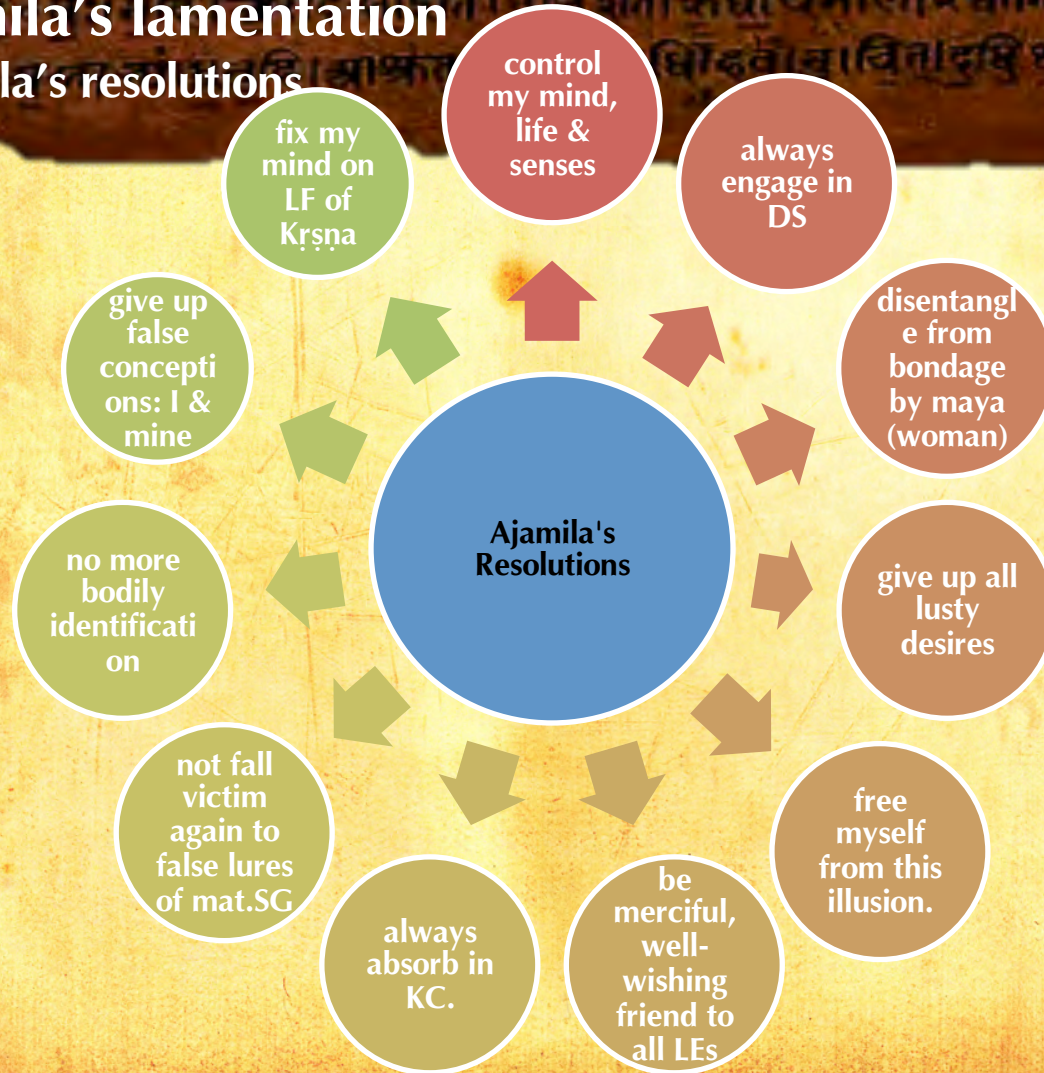 mila's lamentation
la's resolutions
control
my mind,
life &
senses
always
engage in
DS
disentangl
e from
bondage
by maya
(woman)
give up all
lusty
desires
free
myself
from this
illusion.
be
merciful,
well-
wishing
friend to
all LEs
always
absorb in
KC.
not fall
victim
again to
false lures
of mat.SG
no more
bodily
identificati
on
give up
false
concepti
ons: I &
mine
fix my
mind on
LF of
Kṛṣṇa
Ajamila's
Resolutions